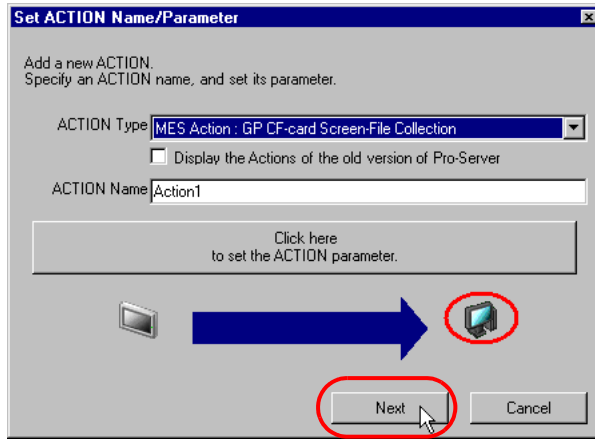 Set ACTION Name/Parameter
Add a new ACTION.
Specify an ACTION name, and set its parameter.
ACTION Type MES Action : GP CF-card Screen-File Collection
Display the Actions of the old version of Pro-Server
ACTION Name Action1
Click here
to set the ACTION parameter.
Next Cancel